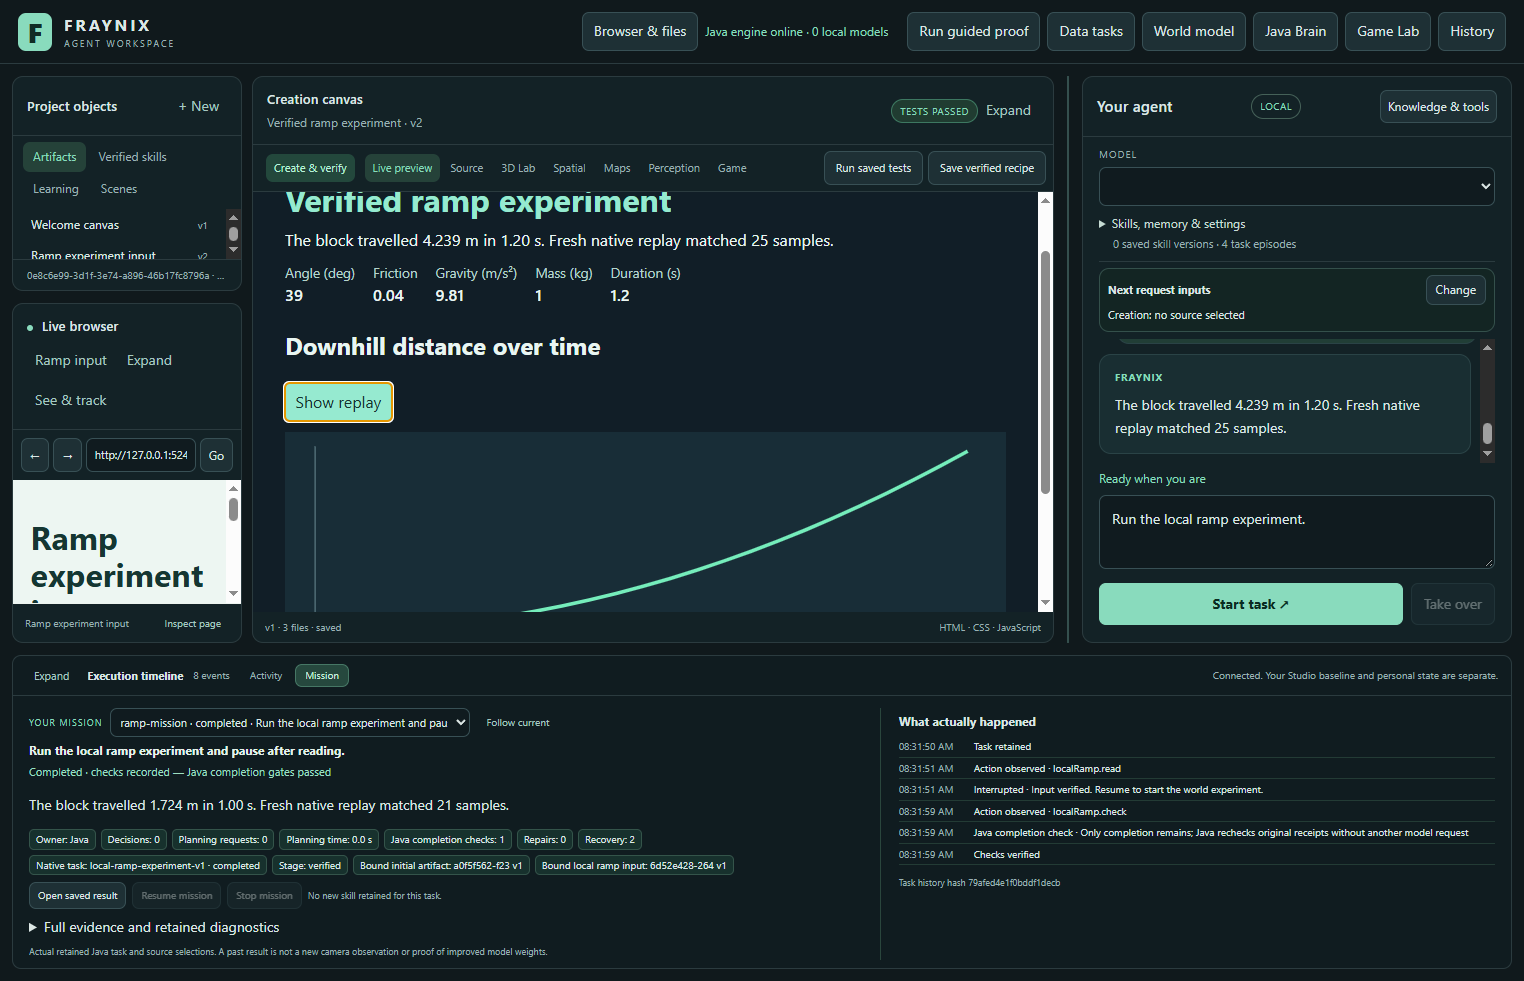 F
FRAYNIX
AGENT WORKSPACE
Browser & files
Java engine online · 0 local models
Run guided proof
Data tasks
World model
Java Brain
Game Lab
History
Project objects
+ New
Artifacts
Verified skills
Learning
Scenes
Welcome canvas
v1
Ramp experiment input
v2
0e8c6e99-3d1f-3e74-a896-46b17fc8796a · ...
Live browser
Ramp input
Expand
See & track
←
→
http://127.0.0.1:524
Go
Ramp
experiment
Ramp experiment input
Inspect page
Creation canvas
Verified ramp experiment · v2
TESTS PASSED
Expand
Create & verify
Live preview
Source
3D Lab
Spatial
Maps
Perception
Game
Run saved tests
Save verified recipe
Verified ramp experiment
The block travelled 4.239 m in 1.20 s. Fresh native replay matched 25 samples.
Angle (deg)
Friction
Gravity (m/s²)
Mass (kg)
Duration (s)
39
0.04
9.81
1
1.2
Downhill distance over time
Show replay
v1 · 3 files · saved
HTML · CSS · JavaScript
Your agent
LOCAL
Knowledge & tools
MODEL
Skills, memory & settings
0 saved skill versions · 4 task episodes
Next request inputs
Change
Creation: no source selected
FRAYNIX
The block travelled 4.239 m in 1.20 s. Fresh native
replay matched 25 samples.
Ready when you are
Run the local ramp experiment.
Start task ↗
Take over
Expand
Execution timeline
8 events
Activity
Mission
Connected. Your Studio baseline and personal state are separate.
YOUR MISSION
ramp-mission · completed · Run the local ramp experiment and pau
Follow current
Run the local ramp experiment and pause after reading.
Completed · checks recorded — Java completion gates passed
The block travelled 1.724 m in 1.00 s. Fresh native replay matched 21 samples.
Owner: Java
Decisions: 0
Planning requests: 0
Planning time: 0.0 s
Java completion checks: 1
Repairs: 0
Recovery: 2
Native task: local-ramp-experiment-v1 · completed
Stage: verified
Bound initial artifact: a0f5f562-f23 v1
Bound local ramp input: 6d52e428-264 v1
Open saved result
Resume mission
Stop mission
No new skill retained for this task.
Full evidence and retained diagnostics
Actual retained Java task and source selections. A past result is not a new camera observation or proof of improved model weights.
What actually happened
08:31:50 AM Task retained
08:31:51 AM Action observed · localRamp.read
08:31:51 AM Interrupted · Input verified. Resume to start the world experiment.
08:31:59 AM Action observed · localRamp.check
08:31:59 AM Java completion check · Only completion remains; Java rechecks original receipts without another model request
08:31:59 AM Checks verified
Task history hash 79afed4e1f0bddf1decb